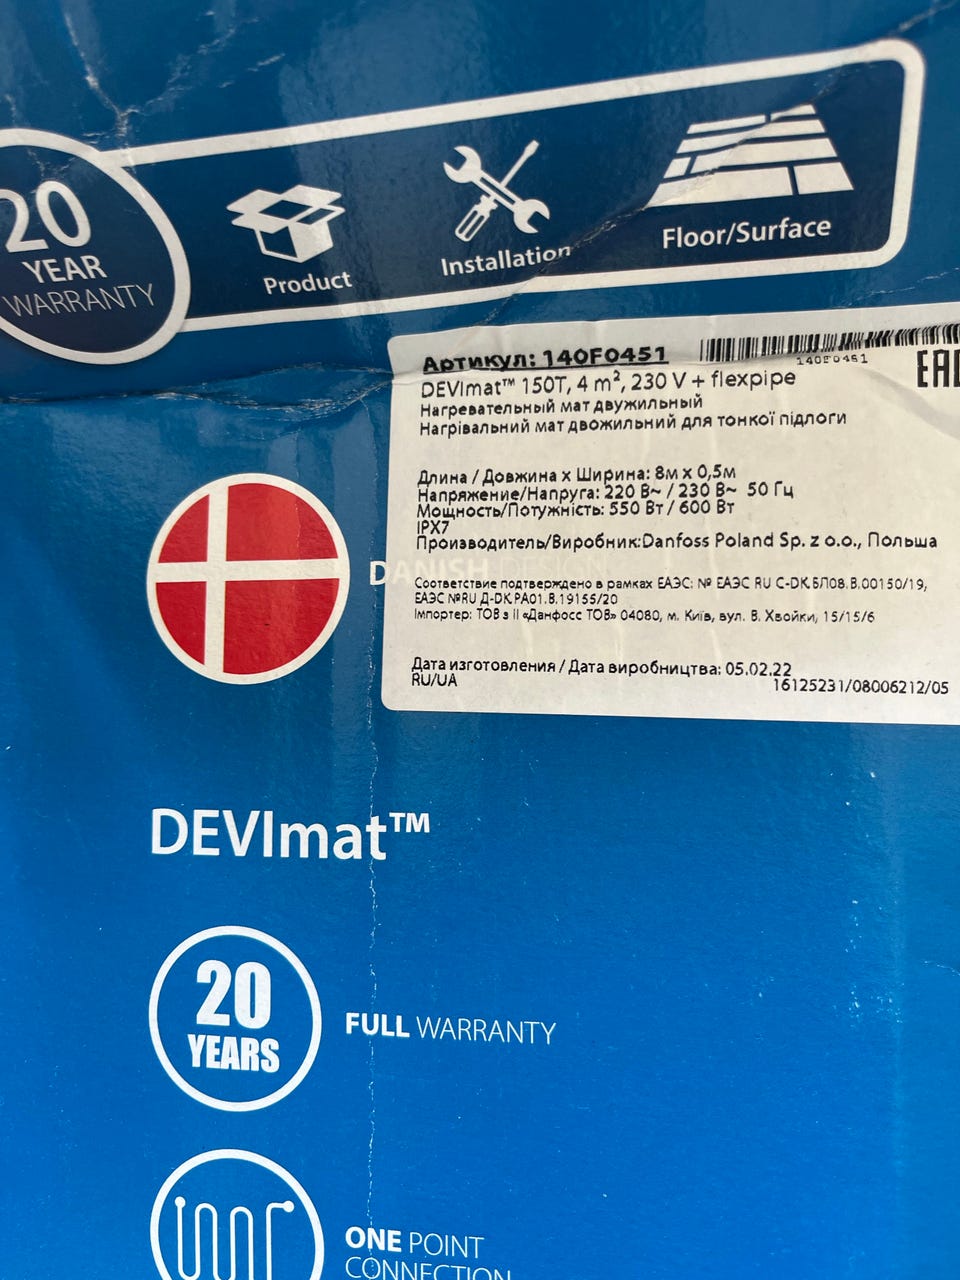 20
YEAR
WARRANTY
Product
Installation
Floor/Surface
Артикул: 140F0451
140F0451
EAC
DEVImat™ 150T, 4 m², 230 V + flexpipe
Нагревательный мат двужильный
Нагрівальний мат двожильний для тонкої підлоги
Длина / Довжина х Ширина: 8м х 0,5м
Напряжение/Напруга: 220 В~ / 230 В~ 50 Гц
Мощность/Потужність: 550 Вт / 600 Вт
IPX7
Производитель/Виробник:Danfoss Poland Sp. z o.o., Польша
Соответствие подтверждено в рамках ЕАЭС: № ЕАЭС RU С-DK.БЛ08.В.00150/19,
ЕАЭС №RU Д-DK.РА01.В.19155/20
Імпортер: ТОВ з ІІ «Данфосс ТОВ» 04080, м. Київ, вул. В. Хвойки, 15/15/6
Дата изготовления / Дата виробництва: 05.02.22
RU/UA
16125231/08006212/05
DANISH DESIGN
DEVImat™
20
YEARS
FULL WARRANTY
ONE POINT
CONNECTION